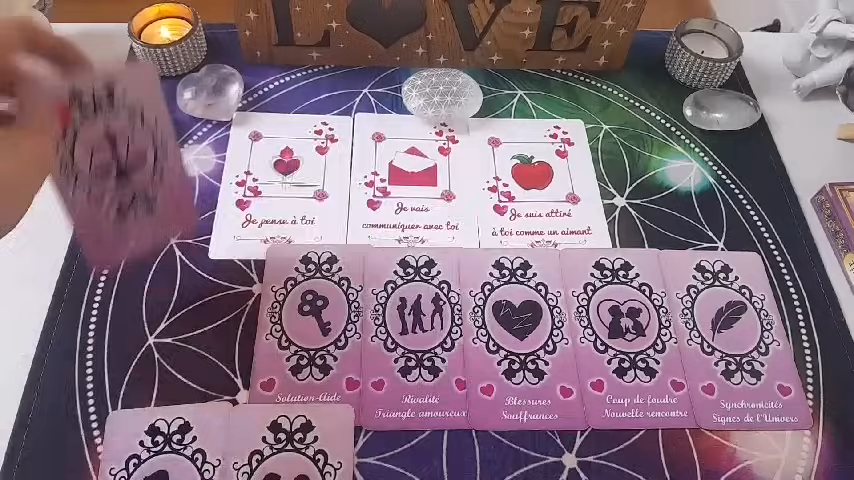 LOVE
Je pense à toi
Je vais
communiquer avec toi
Je suis attiré
à toi comme un aimant
Solution-Aide
Rivalité
Triangle amoureux
Blessures
Souffrances
Coup de foudre
Nouvelle rencontre
Synchronicités
Signes de l'Univers